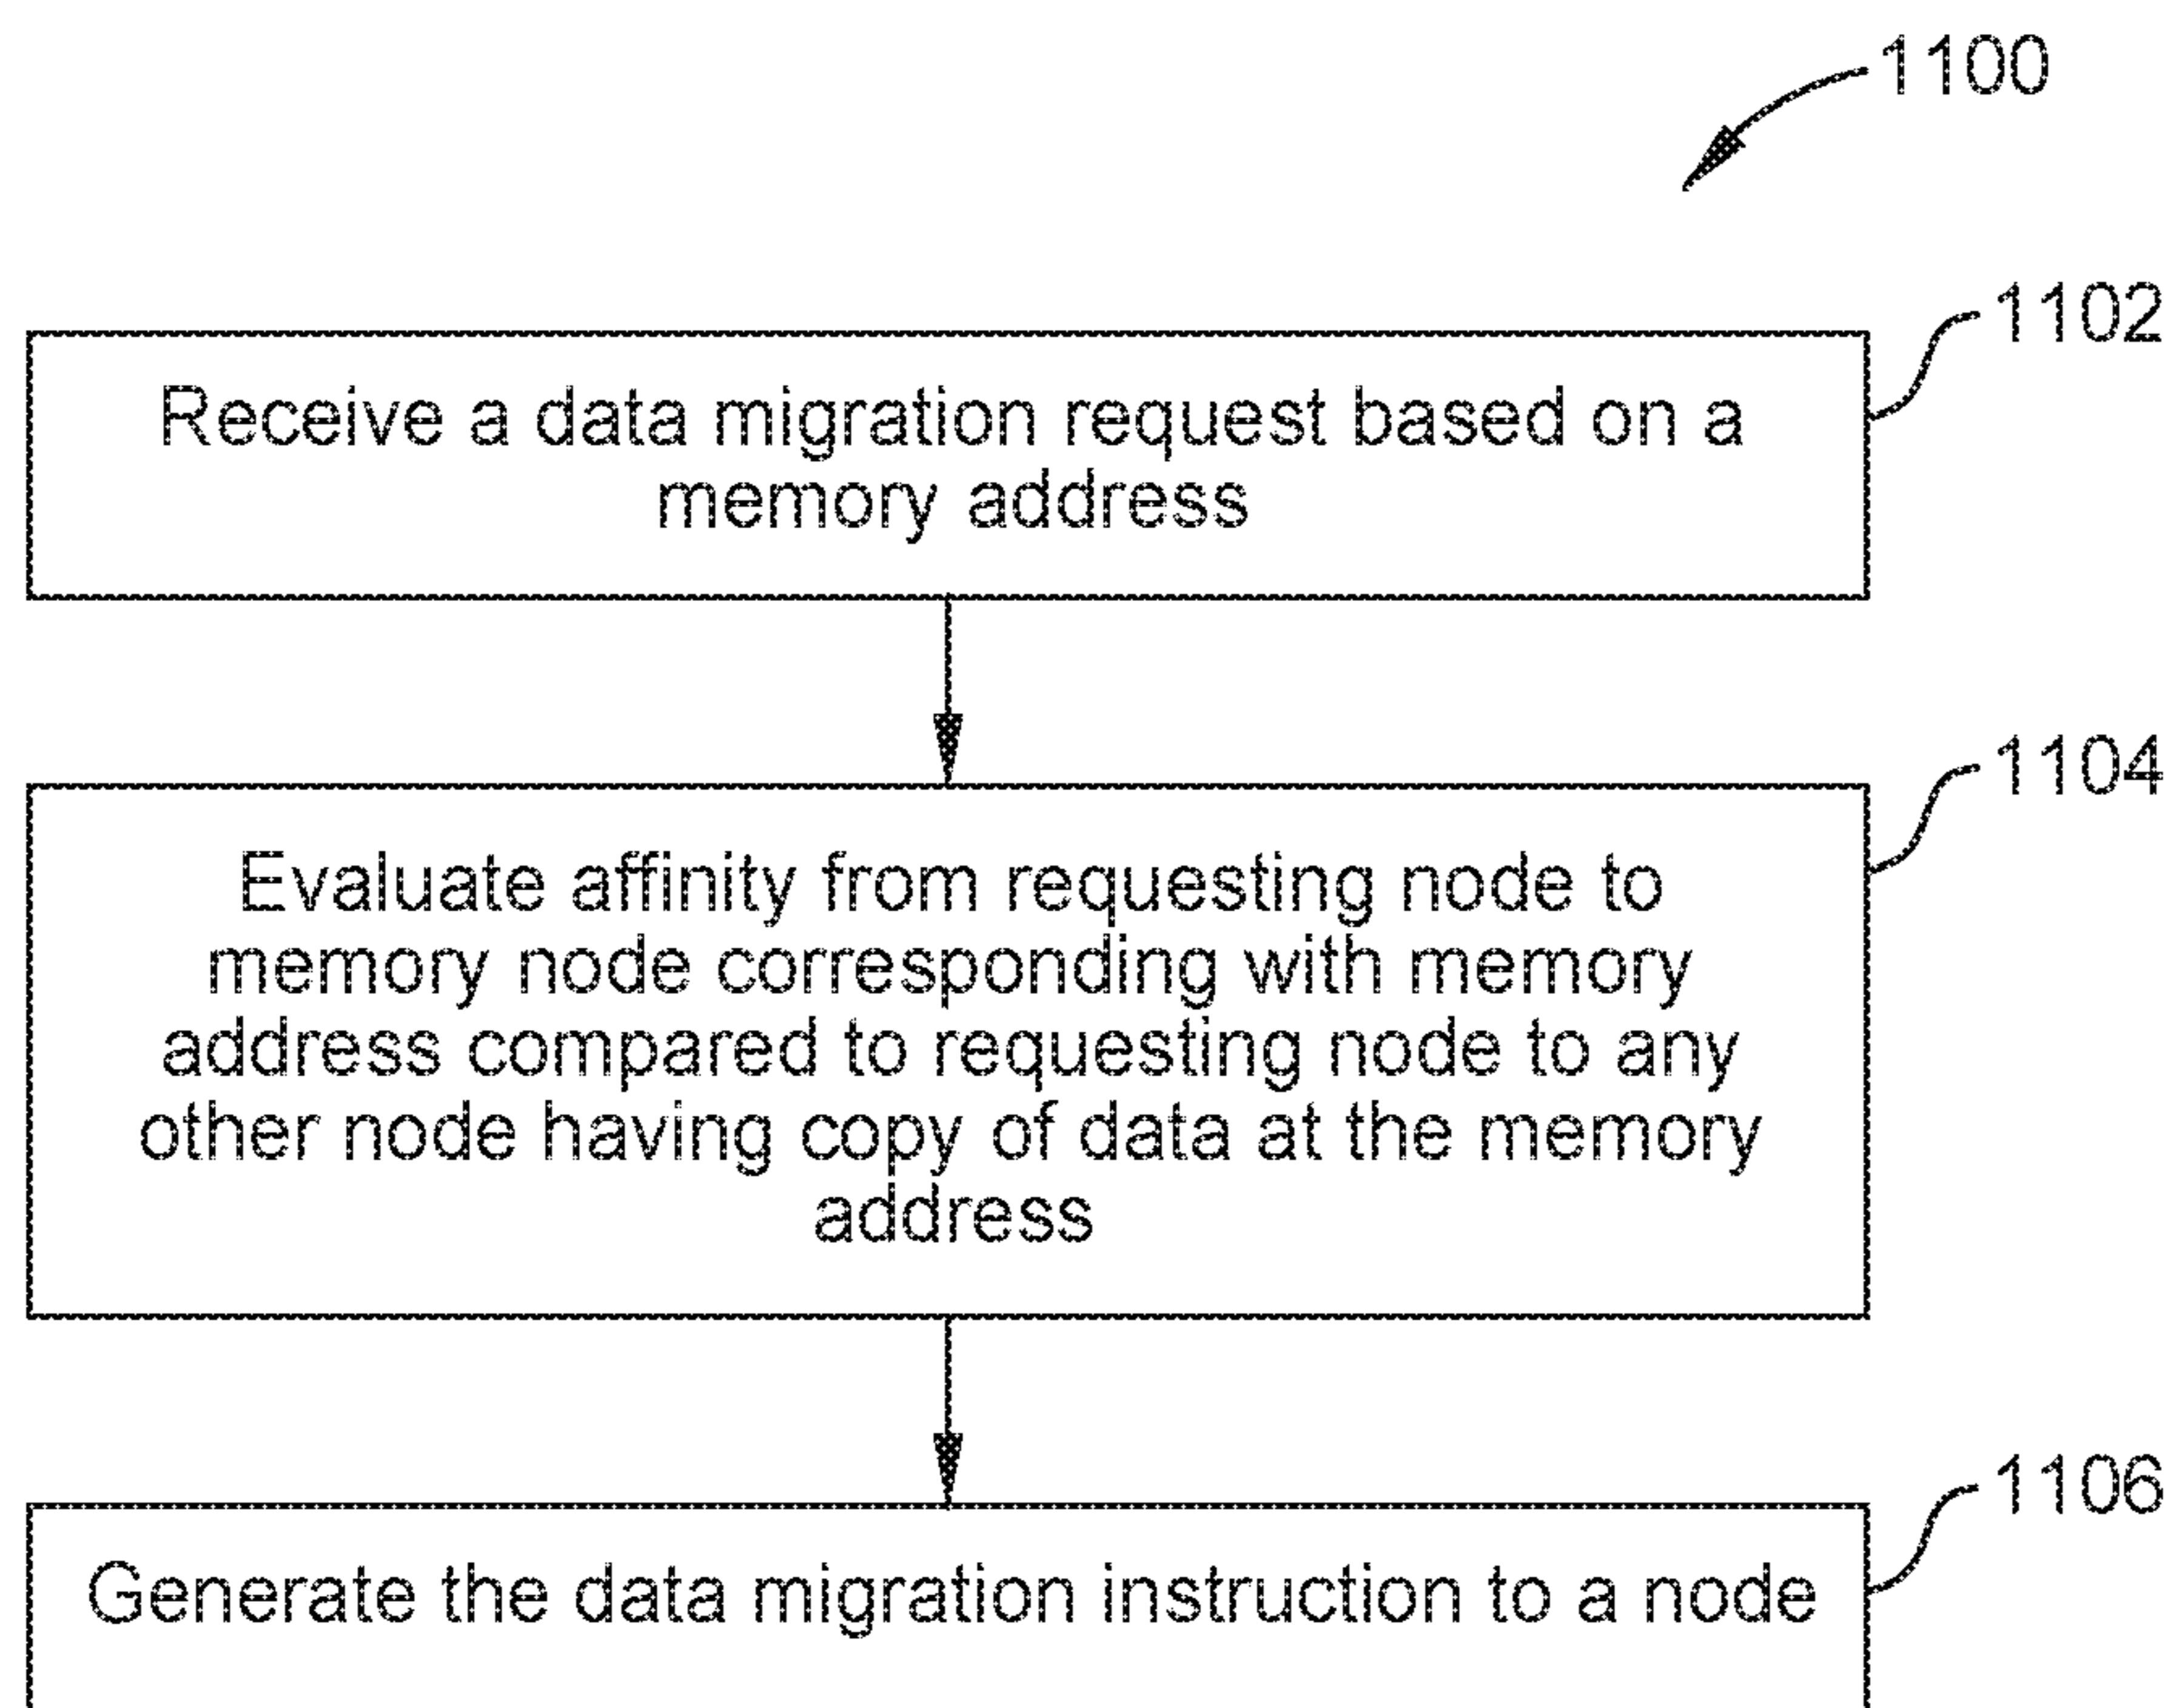 1100
1102
Receive a data migration request based on a
memory address
1104
Evaluate affinity from requesting node to
memory node corresponding with memory
address compared to requesting node to any
other node having copy of data at the memory
address
1106
Generate the data migration instruction to a node